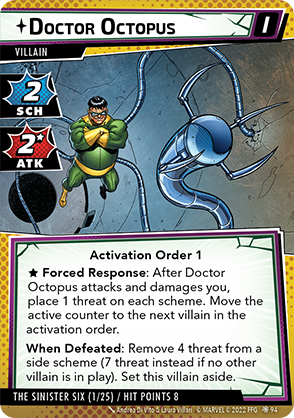 DOCTOR OCTOPUS
I
VILLAIN
2
SCH
2★
ATK
Activation Order 1
★ Forced Response: After Doctor
Octopus attacks and damages you,
place 1 threat on each scheme. Move the
active counter to the next villain in the
activation order.
When Defeated: Remove 4 threat from a
side scheme (7 threat instead if no other
villain is in play). Set this villain aside.
THE SINISTER SIX (1/25) / HIT POINTS 8
Andrea Di Vito & Laura Villari © MARVEL © 2022 FFG 94